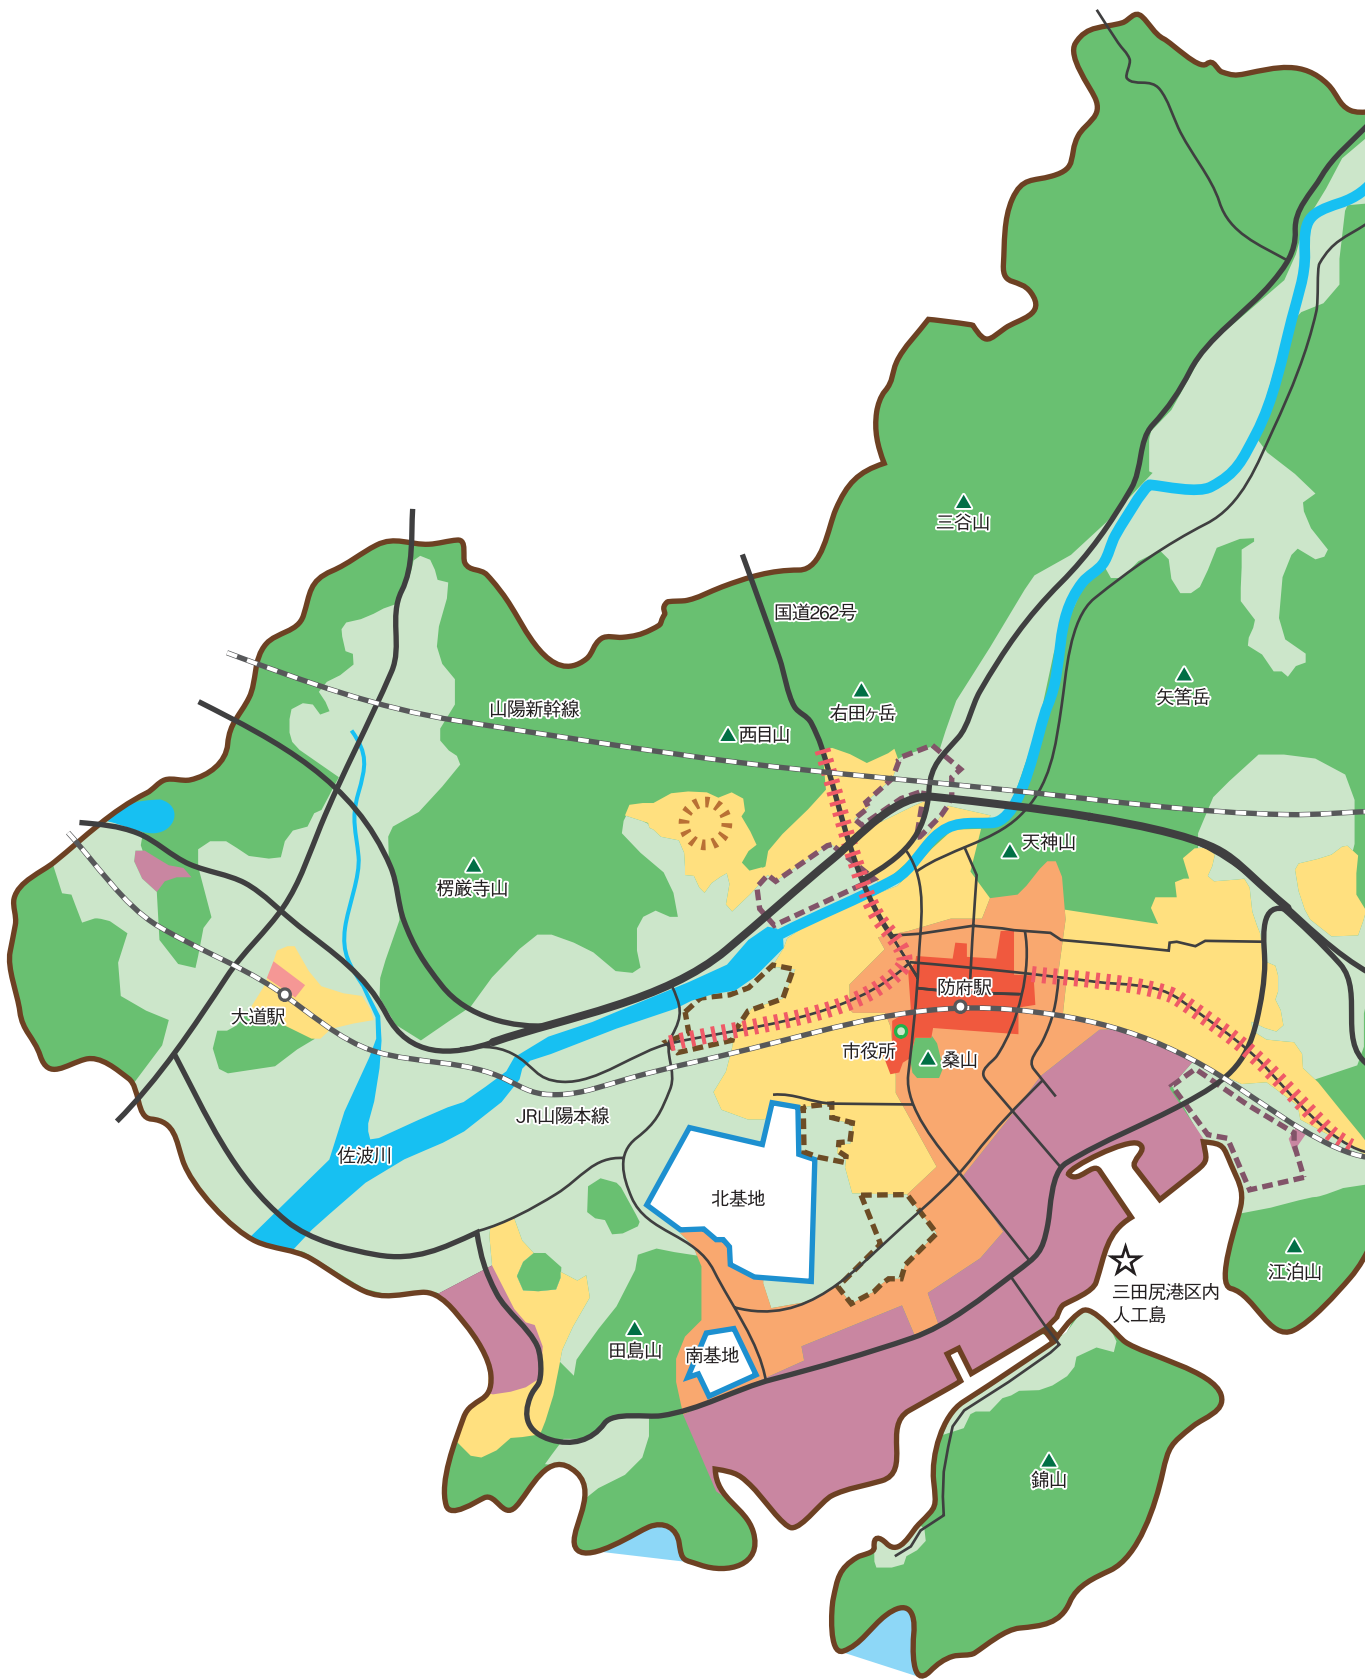 三谷山
国道262号
矢筈岳
山陽新幹線
右田ヶ岳
西目山
天神山
楞厳寺山
防府駅
大道駅
市役所
桑山
JR山陽本線
佐波川
北基地
江泊山
三田尻港区内
人工島
田島山
南基地
錦山